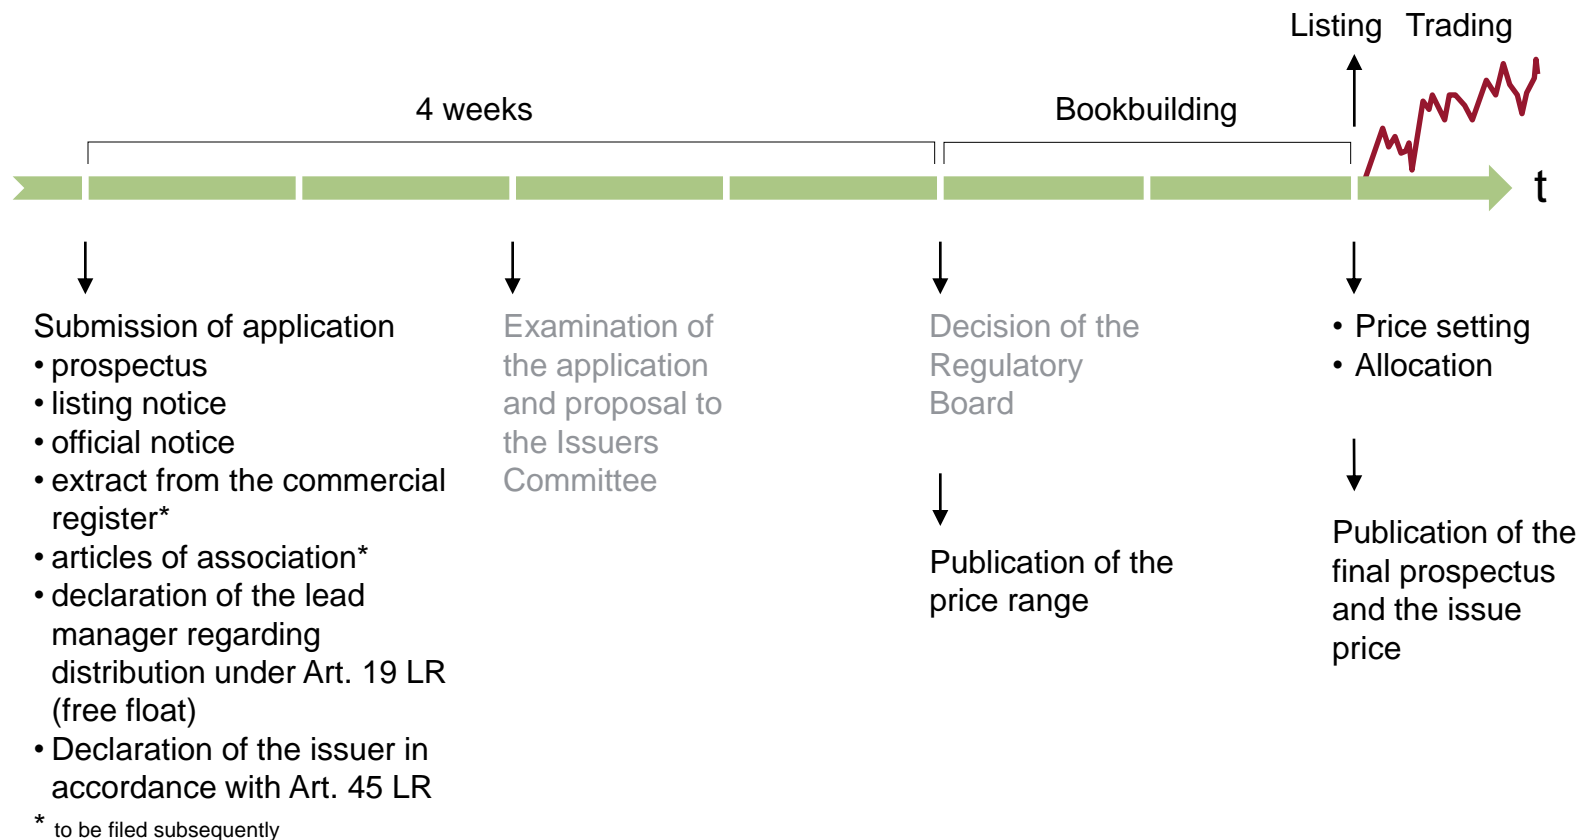 Listing Trading
4 weeks
Bookbuilding
t
Submission of application
• prospectus
• listing notice
• official notice
• extract from the commercial
register*
• articles of association*
• declaration of the lead
manager regarding
distribution under Art. 19 LR
(free float)
• Declaration of the issuer in
accordance with Art. 45 LR
* to be filed subsequently
Examination of
the application
and proposal to
the Issuers
Committee
Decision of the
Regulatory
Board
Publication of the
price range
• Price setting
• Allocation
Publication of the
final prospectus
and the issue
price